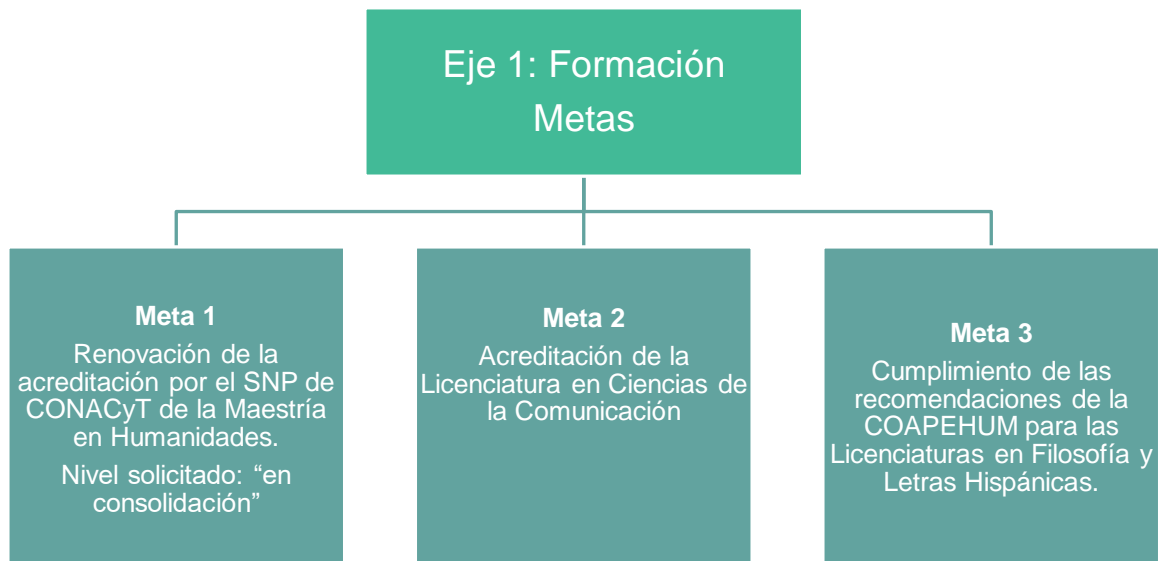 Eje 1: Formación
Metas
Meta 1
Renovación de la
acreditación por el SNP de
CONACyT de la Maestría
en Humanidades.
Nivel solicitado: “en
consolidación”
Meta 2
Acreditación de la
Licenciatura en Ciencias de
la Comunicación
Meta 3
Cumplimiento de las
recomendaciones de la
COAPEHUM para las
Licenciaturas en Filosofía y
Letras Hispánicas.